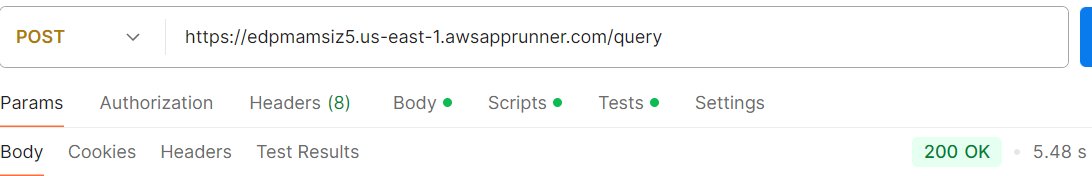 POST https://edpmamsiz5.us-east-1.awsapprunner.com/query
Params Authorization Headers (8) Body Scripts Tests Settings
Body Cookies Headers Test Results 200 OK 5.48 s